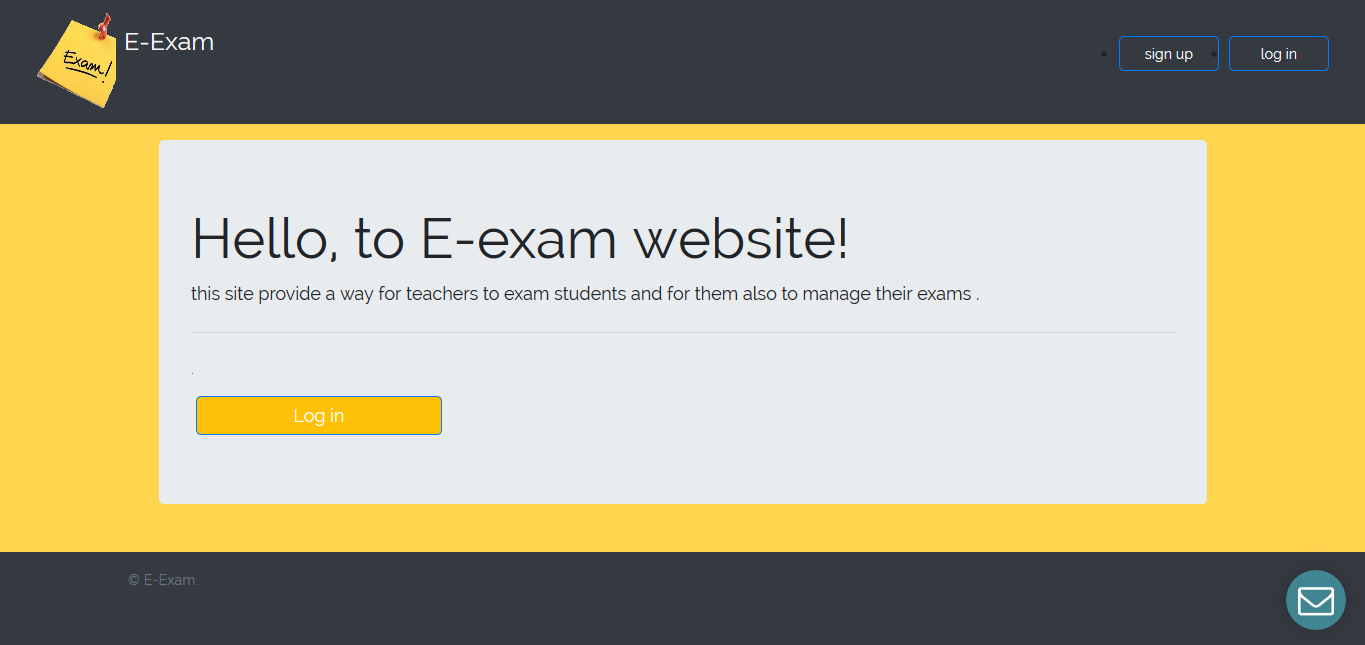 Exam!
E-Exam
sign up
log in
Hello, to E-exam website!
this site provide a way for teachers to exam students and for them also to manage their exams .
.
Log in
© E-Exam.